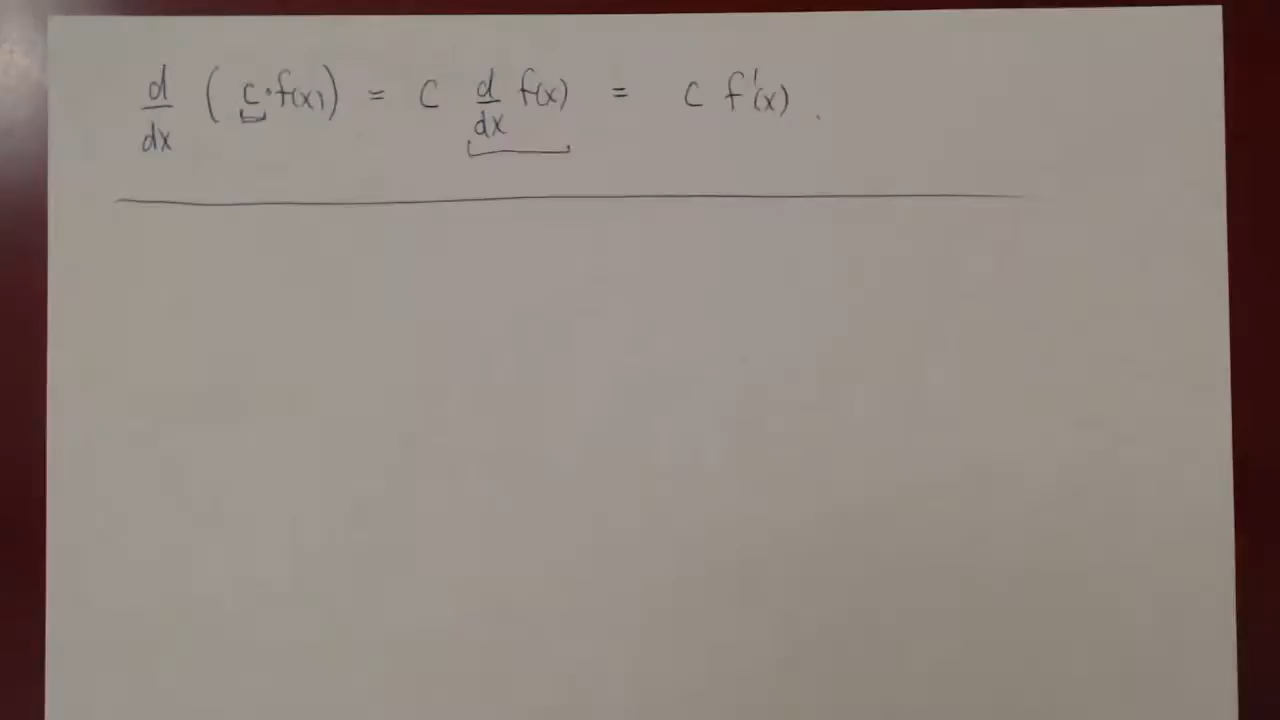 d/dx (c·f(x)) = c d/dx f(x) = c f'(x).